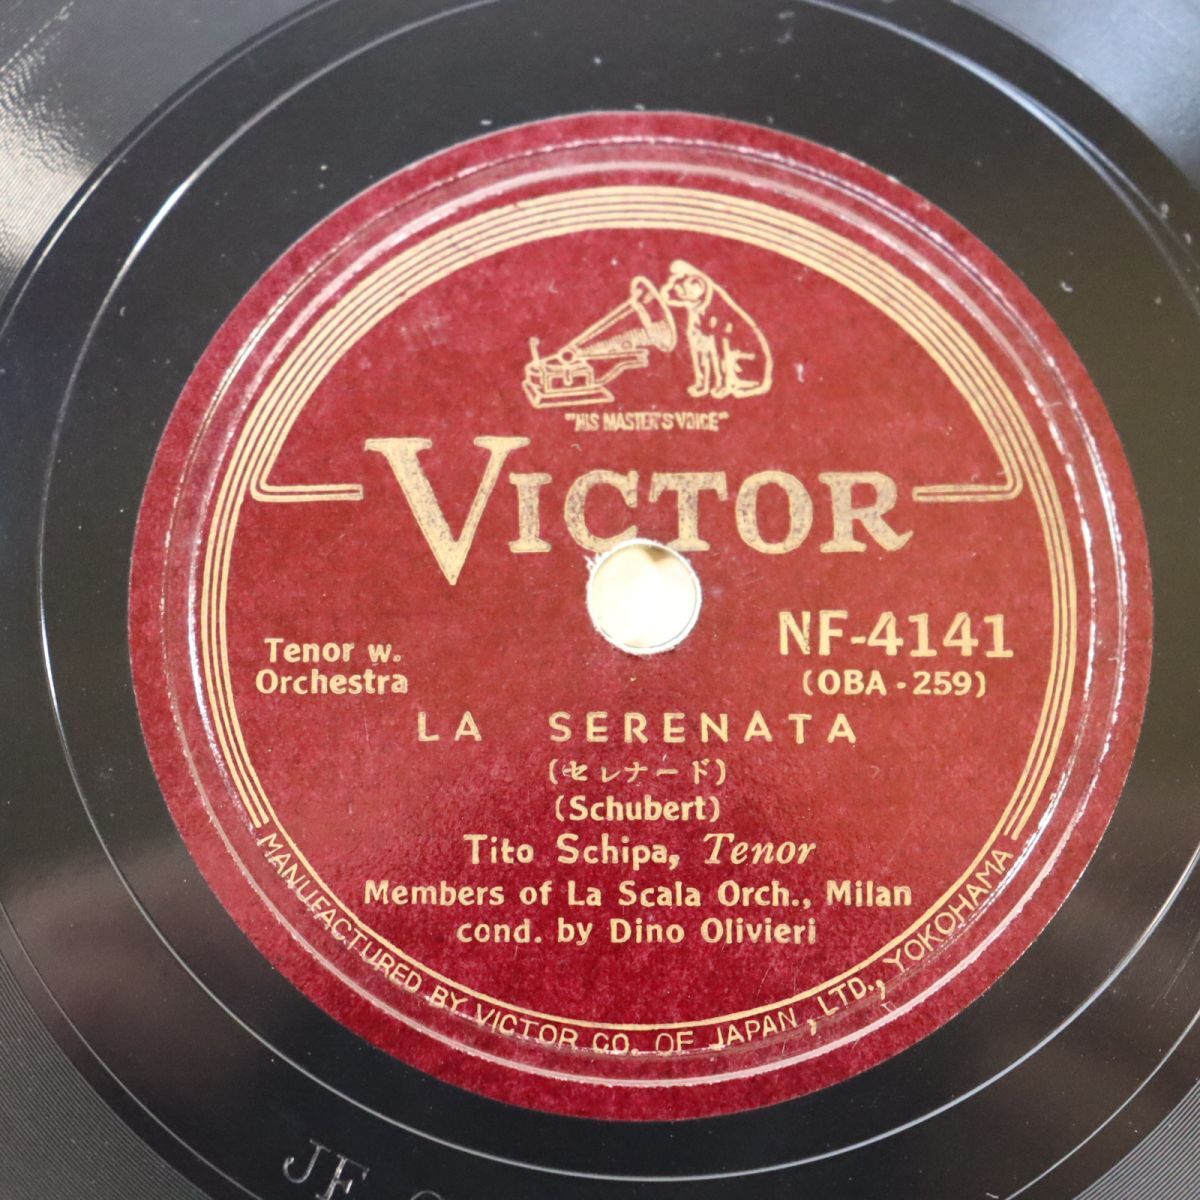 "HIS MASTER'S VOICE"
VICTOR
Tenor w.
Orchestra
NF-4141
(OBA-259)
LA SERENATA
(セレナード)
(Schubert)
Tito Schipa, Tenor
Members of La Scala Orch., Milan
cond. by Dino Olivieri
MANUFACTURED BY VICTOR CO. OF JAPAN, LTD., YOKOHAMA
JF